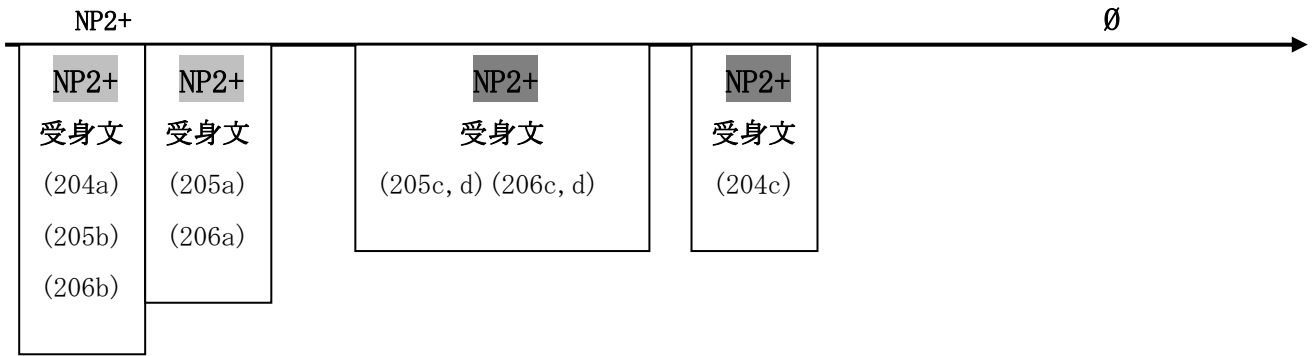 NP2+ Ø
NP2+ NP2+ NP2+ NP2+
受身文 受身文 受身文 受身文
(204a) (205a) (205c, d)(206c, d) (204c)
(205b) (206a)
(206b)